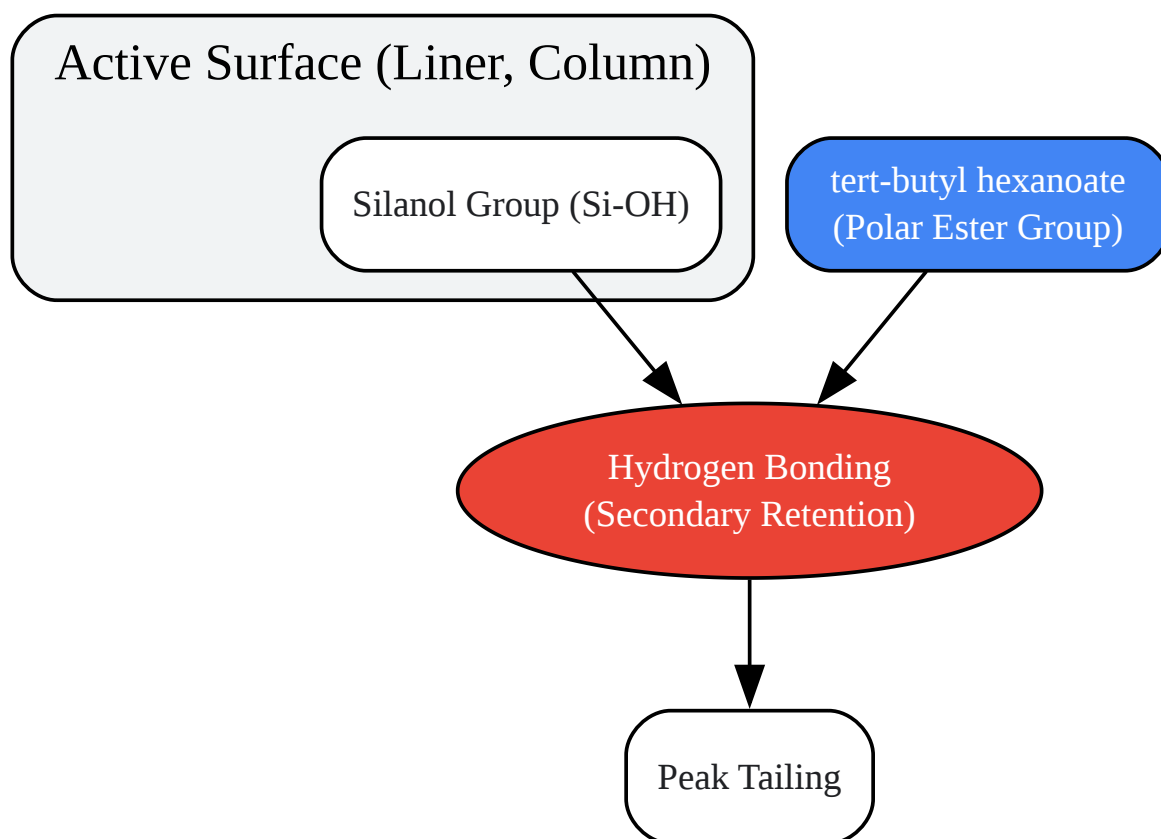 Active Surface (Liner, Column)
Silanol Group (Si-OH)
tert-butyl hexanoate
(Polar Ester Group)
Hydrogen Bonding
(Secondary Retention)
Peak Tailing